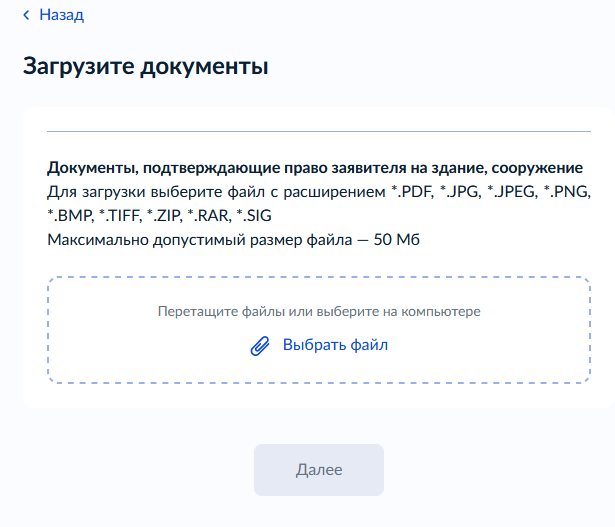 Назад
Загрузите документы
Документы, подтверждающие право заявителя на здание, сооружение
Для загрузки выберите файл с расширением *.PDF, *.JPG, *.JPEG, *.PNG,
*.BMP, *.TIFF, *.ZIP, *.RAR, *.SIG
Максимально допустимый размер файла — 50 Мб
Перетащите файлы или выберите на компьютере
Выбрать файл
Далее